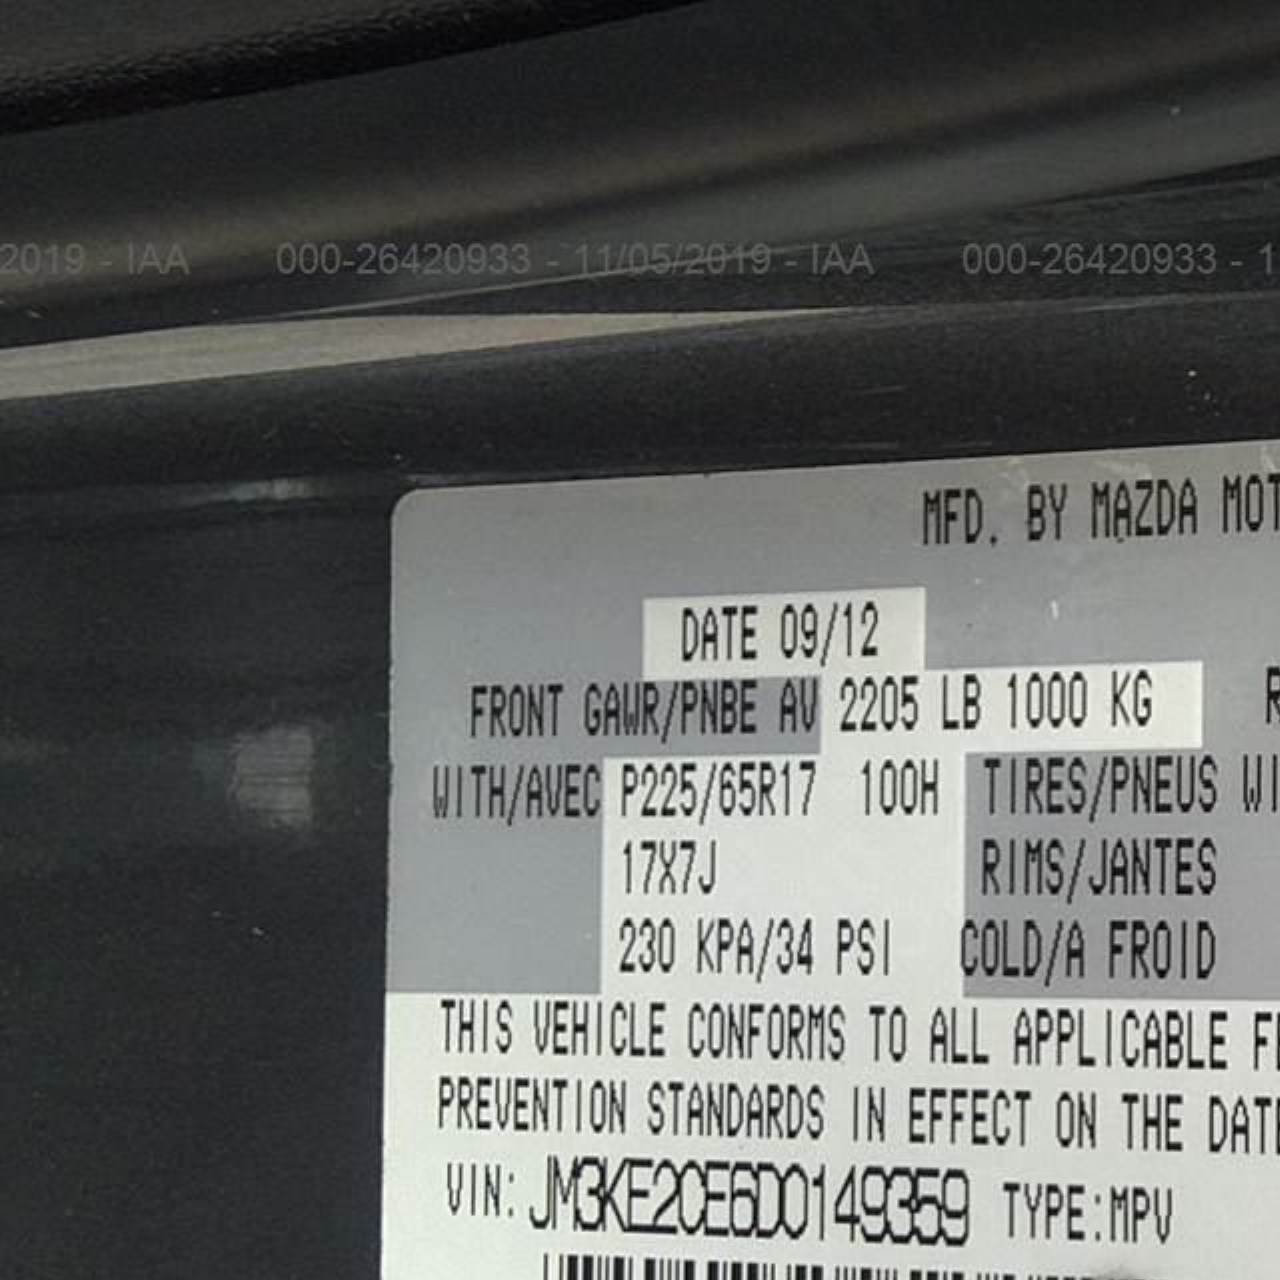 2019 - IAA 000-26420933 - 11/05/2019 - IAA 000-26420933 - 1
MFD. BY MAZDA MOT
DATE 09/12
FRONT GAWR/PNBE AV 2205 LB 1000 KG R
WITH/AVEC P225/65R17 100H TIRES/PNEUS WI
17X7J RIMS/JANTES
230 KPA/34 PSI COLD/A FROID
THIS VEHICLE CONFORMS TO ALL APPLICABLE FE
PREVENTION STANDARDS IN EFFECT ON THE DATE
VIN: JM3KE2CE6D0149359 TYPE:MPV